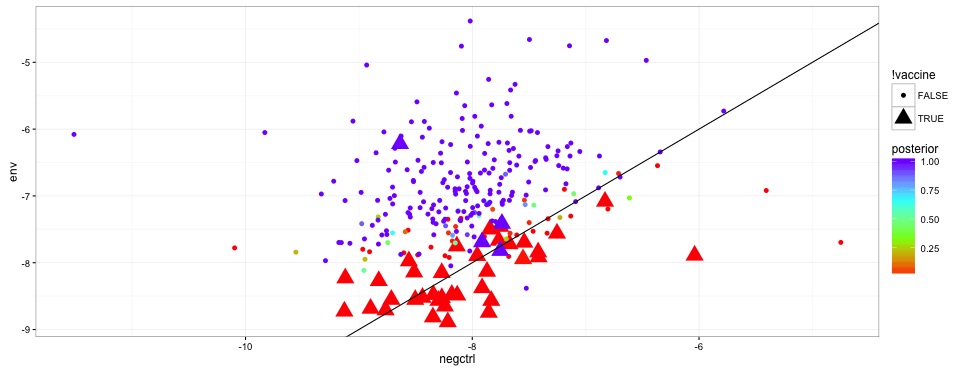 -5
-6
-7
-8
-9
env
-10
-8
-6
negctrl
!vaccine
FALSE
TRUE
posterior
1.00
0.75
0.50
0.25